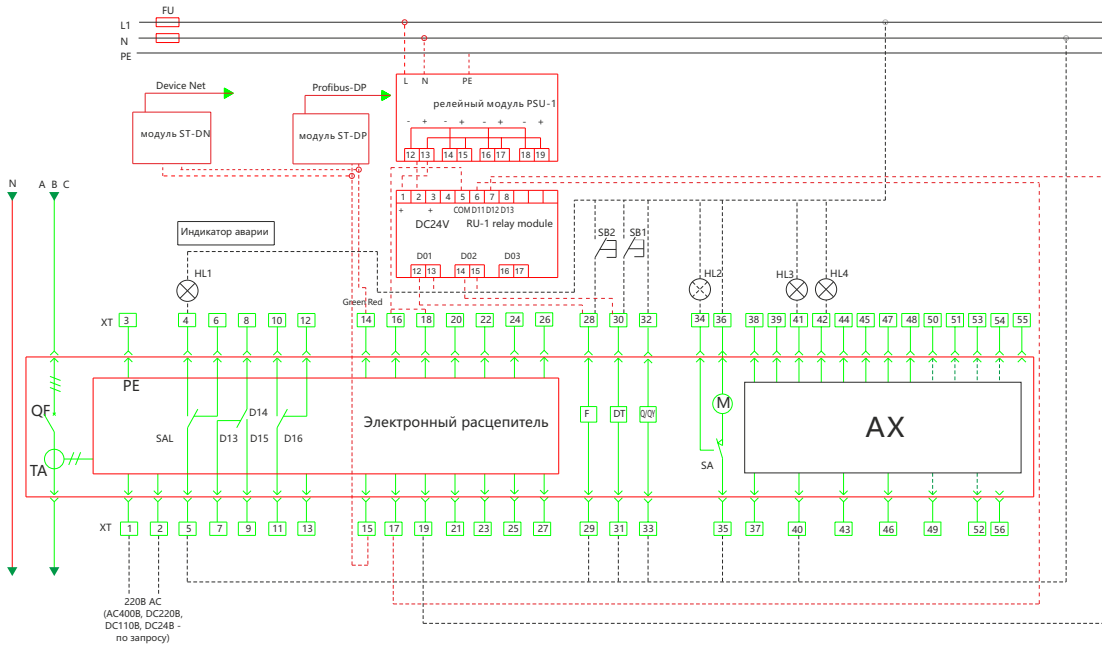 FU
L1
N
PE
Device Net
модуль ST-DN
Profibus-DP
модуль ST-DP
L N PE
релейный модуль PSU-1
- + - + - + - +
12 13 14 15 16 17 18 19
1 2 3 4 5 6 7 8
+ + COM D11 D12 D13
DC24V RU-1 relay module
D01 D02 D03
12 13 14 15 16 17
N A B C
Индикатор аварии
HL1
SB2 SB1
HL2 HL3 HL4
Green Red
XT 3 4 6 8 10 12 14 16 18 20 22 24 26 28 30 32 34 36 38 39 41 42 44 45 47 48 50 51 53 54 55
PE
QF
TA
SAL D13 D14 D15 D16
Электронный расцепитель
F DT Q/QY
M
SA
AX
XT 1 2 5 7 9 11 13 15 17 19 21 23 25 27 29 31 33 35 37 40 43 46 49 52 56
220В AC
(AC400В, DC220В,
DC110В, DC24В -
по запросу)